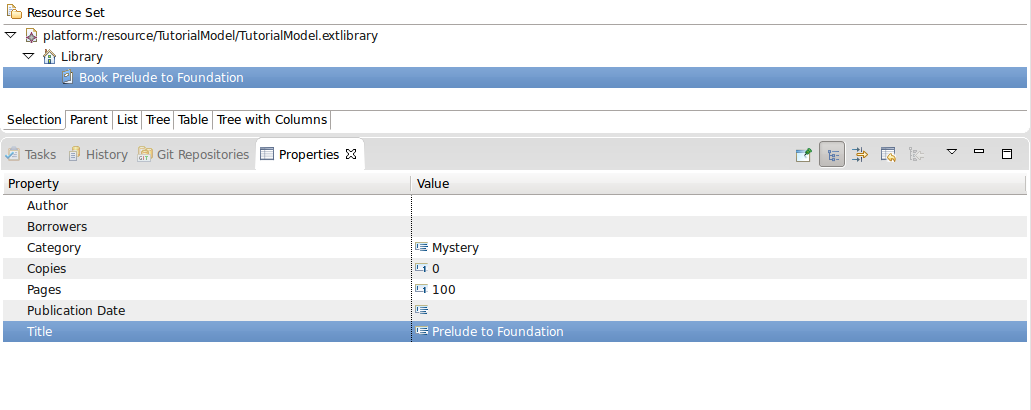 Resource Set
platform:/resource/TutorialModel/TutorialModel.extlibrary
Library
Book Prelude to Foundation
Selection Parent List Tree Table Tree with Columns
Tasks History Git Repositories Properties
Property Value
Author
Borrowers
Category Mystery
Copies 0
Pages 100
Publication Date
Title Prelude to Foundation